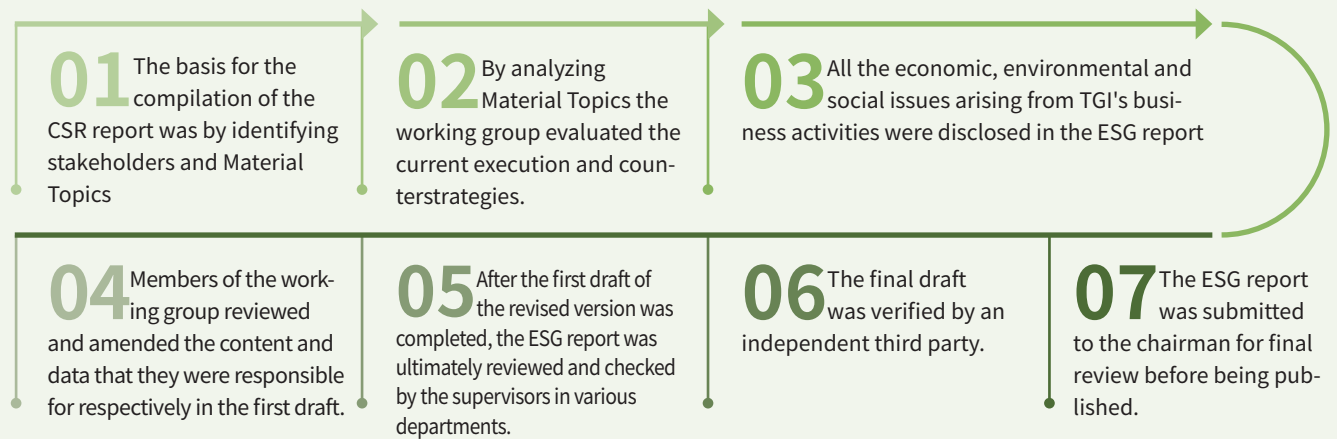 01 The basis for the
compilation of the
CSR report was by identifying
stakeholders and Material
Topics
02 By analyzing
Material Topics the
working group evaluated the
current execution and coun-
terstrategies.
03 All the economic, environmental and
social issues arising from TGI's busi-
ness activities were disclosed in the ESG report
04 Members of the work-
ing group reviewed
and amended the content and
data that they were responsible
for respectively in the first draft.
05 After the first draft of
the revised version was
completed, the ESG report was
ultimately reviewed and checked
by the supervisors in various
departments.
06 The final draft
was verified by an
independent third party.
07 The ESG report
was submitted
to the chairman for final
review before being pub-
lished.